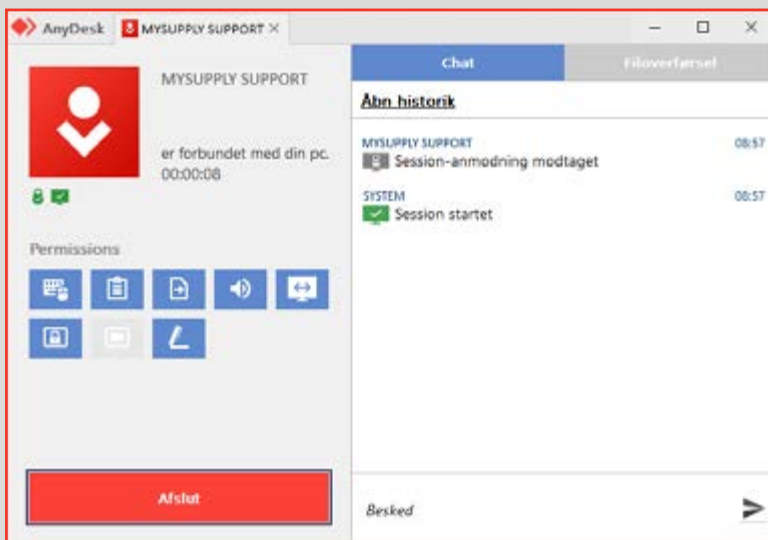 AnyDesk
MYSUPPLY SUPPORT
MYSUPPLY SUPPORT
er forbundet med din pc.
00:00:08
Permissions
Afslut
Chat
Filoverførsel
Åbn historik
MYSUPPLY SUPPORT 08:57
Session-anmodning modtaget
SYSTEM 08:57
Session startet
Besked